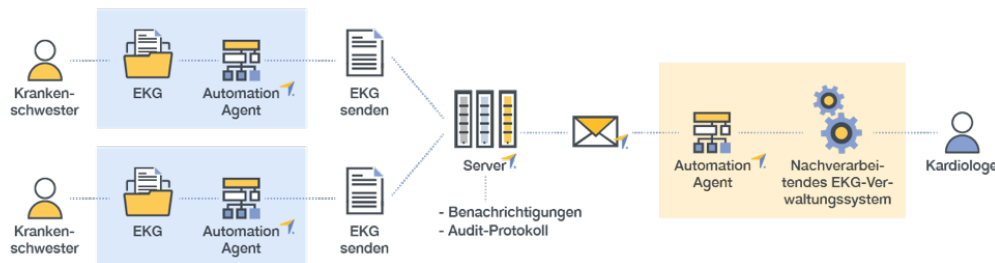 Kranken-
schwester
EKG
Automation
Agent
EKG
senden
Kranken-
schwester
EKG
Automation
Agent
EKG
senden
Server
- Benachrichtigungen
- Audit-Protokoll
Automation
Agent
Nachverarbei-
tendes EKG-Ver-
waltungssystem
Kardiologe